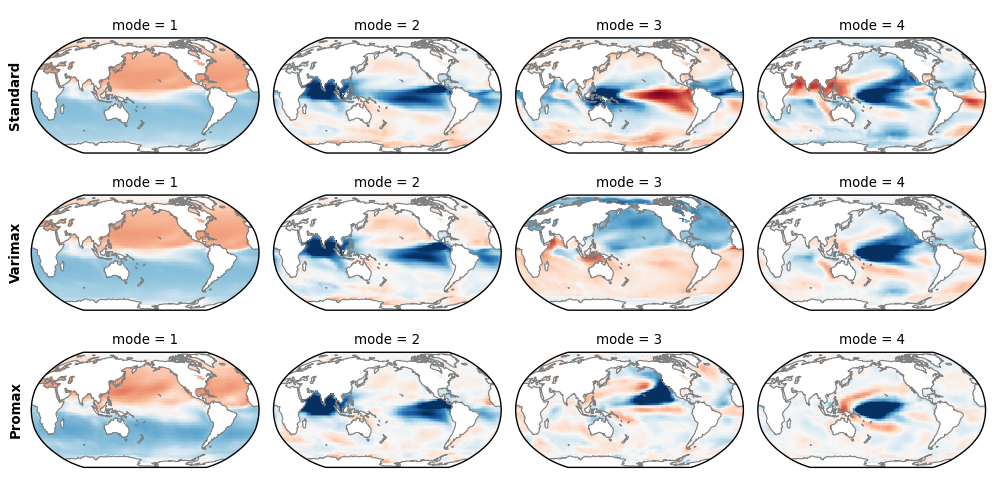 mode = 1
mode = 2
mode = 3
mode = 4
Standard
mode = 1
mode = 2
mode = 3
mode = 4
Varimax
mode = 1
mode = 2
mode = 3
mode = 4
Promax